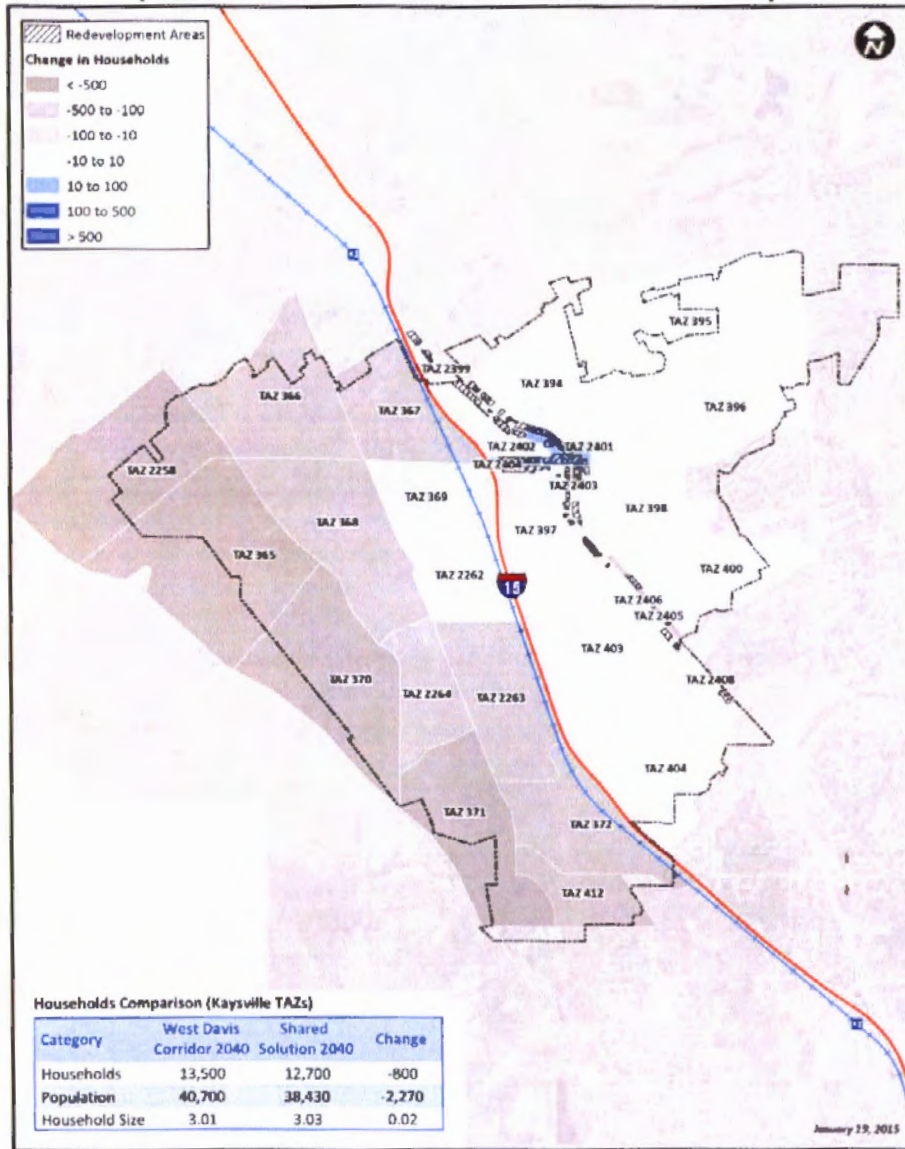 Redevelopment Areas
Change in Households
< -500
-500 to -100
-100 to -10
-10 to 10
10 to 100
100 to 500
> 500
N
TAZ 395
TAZ 2399
TAZ 394
TAZ 366
TAZ 367
TAZ 396
TAZ 2402
TAZ 2401
TAZ 2258
TAZ 2404
TAZ 2403
TAZ 369
TAZ 398
TAZ 368
TAZ 397
TAZ 365
TAZ 400
TAZ 2262
15
TAZ 2406
TAZ 2405
TAZ 403
TAZ 370
TAZ 2264
TAZ 2263
TAZ 2408
TAZ 404
TAZ 371
TAZ 372
TAZ 412
Households Comparison (Kaysville TAZs)
Category West Davis Corridor 2040 Shared Solution 2040 Change
Households 13,500 12,700 -800
Population 40,700 38,430 -2,270
Household Size 3.01 3.03 0.02
January 19, 2015